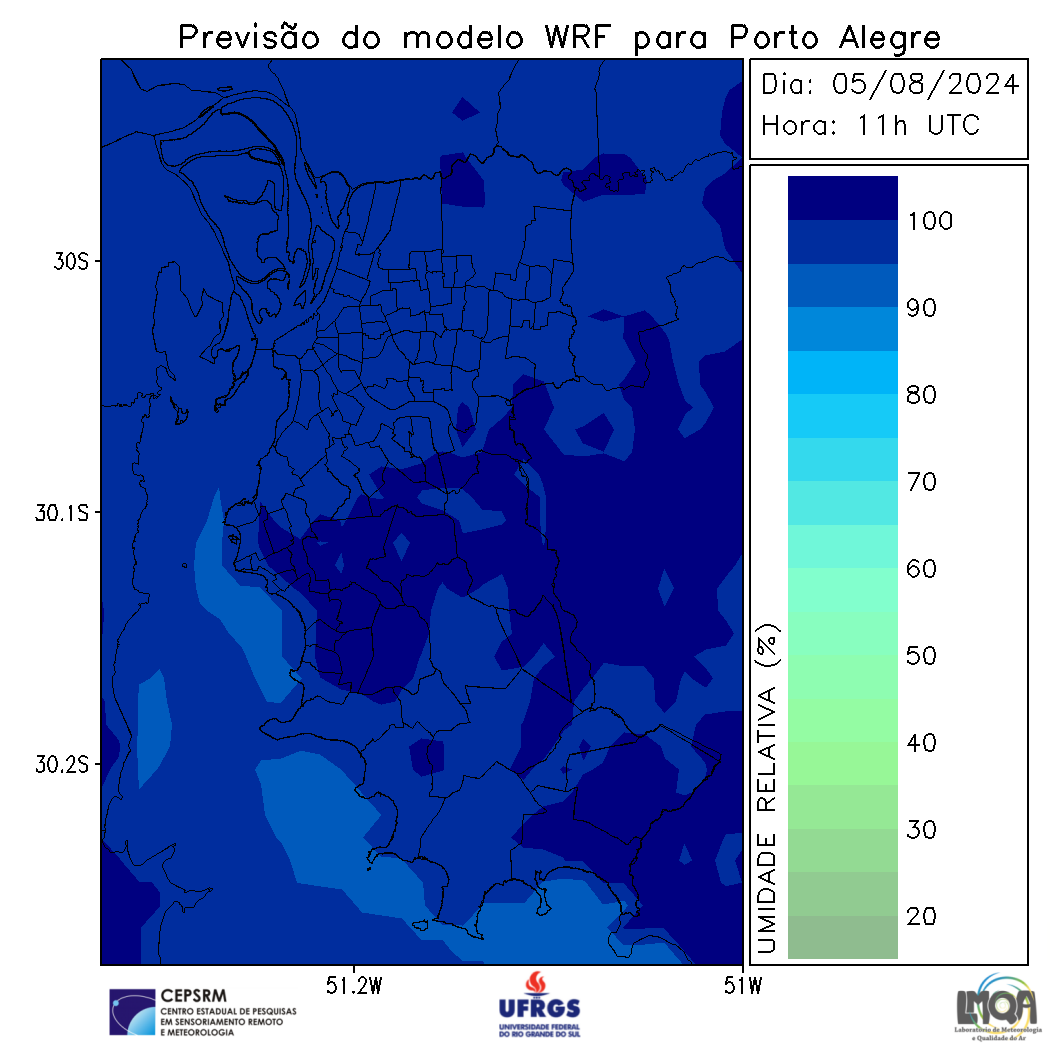 Previsão do modelo WRF para Porto Alegre
Dia: 05/08/2024
Hora: 11h UTC
30S
30.1S
30.2S
51.2W
51W
UMIDADE RELATIVA (%)
100
90
80
70
60
50
40
30
20
CEPSRM
CENTRO ESTADUAL DE PESQUISAS
EM SENSORIAMENTO REMOTO
E METEOROLOGIA
UFRGS
UNIVERSIDADE FEDERAL
DO RIO GRANDE DO SUL
LMQA
Laboratório de Meteorologia
e Qualidade do Ar